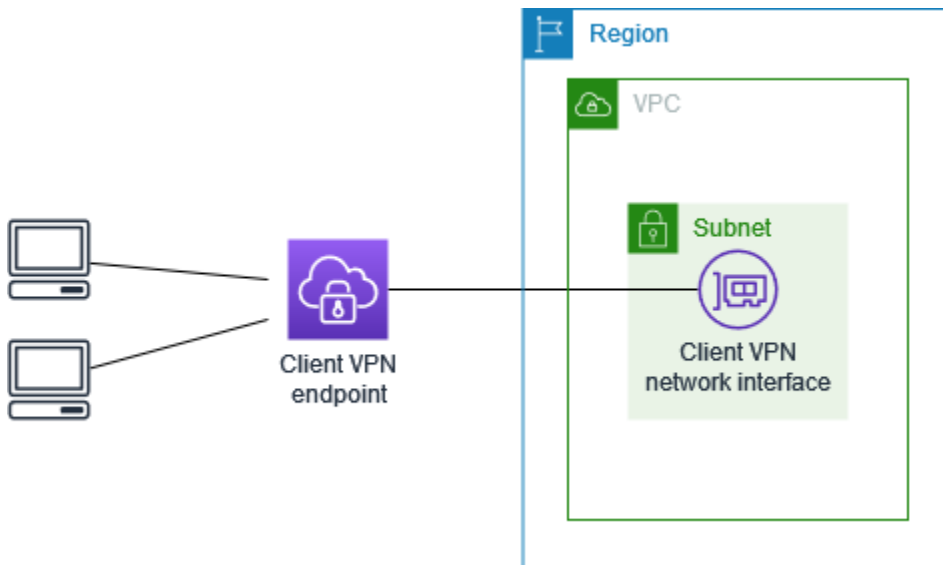 Region
VPC
Subnet
Client VPN
endpoint
Client VPN
network interface